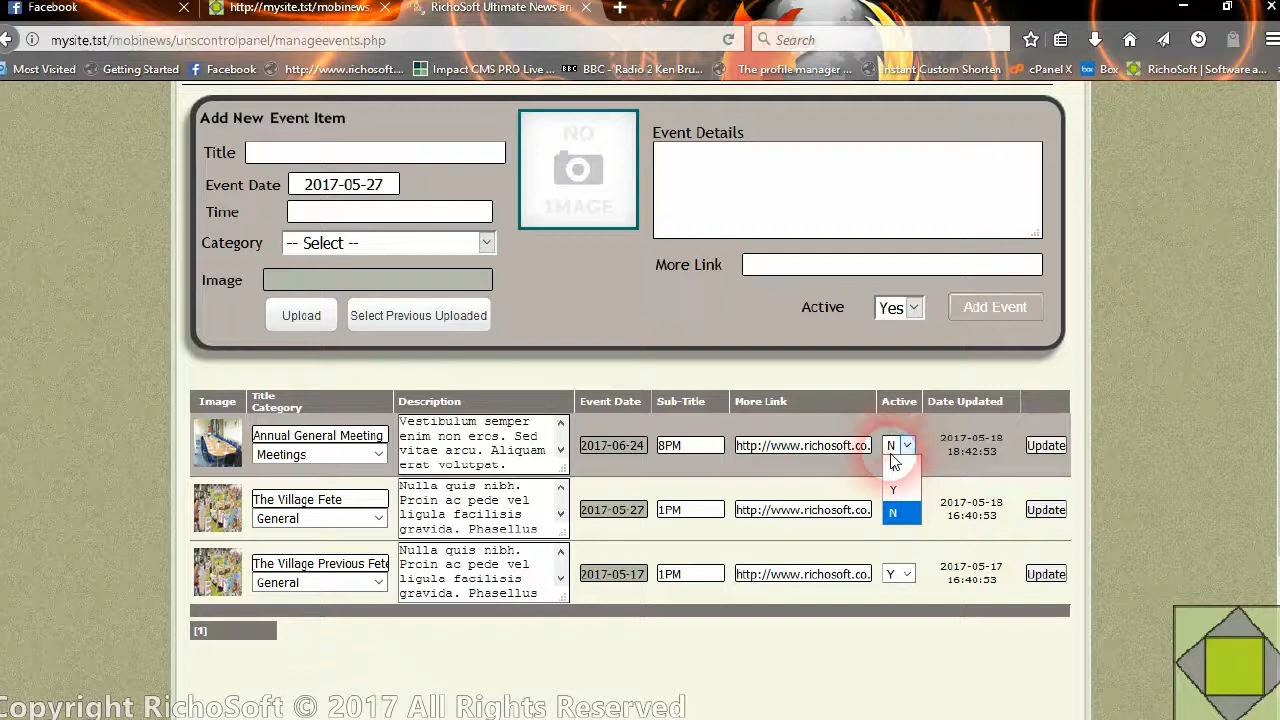 Facebook
http://mysite.tst/mobinews
RichoSoft Ultimate News an
mysite.tst/mobinews/unscontrolpanel/manageevents.php
Search
Most Visited
Getting Started
Facebook
http://www.richosoft....
Impact CMS PRO Live ...
BBC - Radio 2 Ken Bru...
The profile manager ...
Instant Custom Shorten
cPanel X
Box
RichoSoft | Software a...
Add New Event Item
Title
Event Date 2017-05-27
Time
Category -- Select --
Image
Upload
Select Previous Uploaded
NO
IMAGE
Event Details
More Link
Active Yes
Add Event
Image Title Category Description Event Date Sub-Title More Link Active Date Updated
Annual General Meeting
Meetings
Vestibulum semper
enim non eros. Sed
vitae arcu. Aliquam
erat volutpat.
2017-06-24
8PM
http://www.richosoft.co.
N
Y
N
2017-05-18
18:42:53
Update
The Village Fete
General
Nulla quis nibh.
Proin ac pede vel
ligula facilisis
gravida. Phasellus
2017-05-27
1PM
http://www.richosoft.co.
2017-05-18
16:40:53
Update
The Village Previous Fete
General
Nulla quis nibh.
Proin ac pede vel
ligula facilisis
gravida. Phasellus
2017-05-17
1PM
http://www.richosoft.co.
Y
2017-05-17
16:40:53
Update
[1]
Copyright RichoSoft © 2017 All Rights Reserved